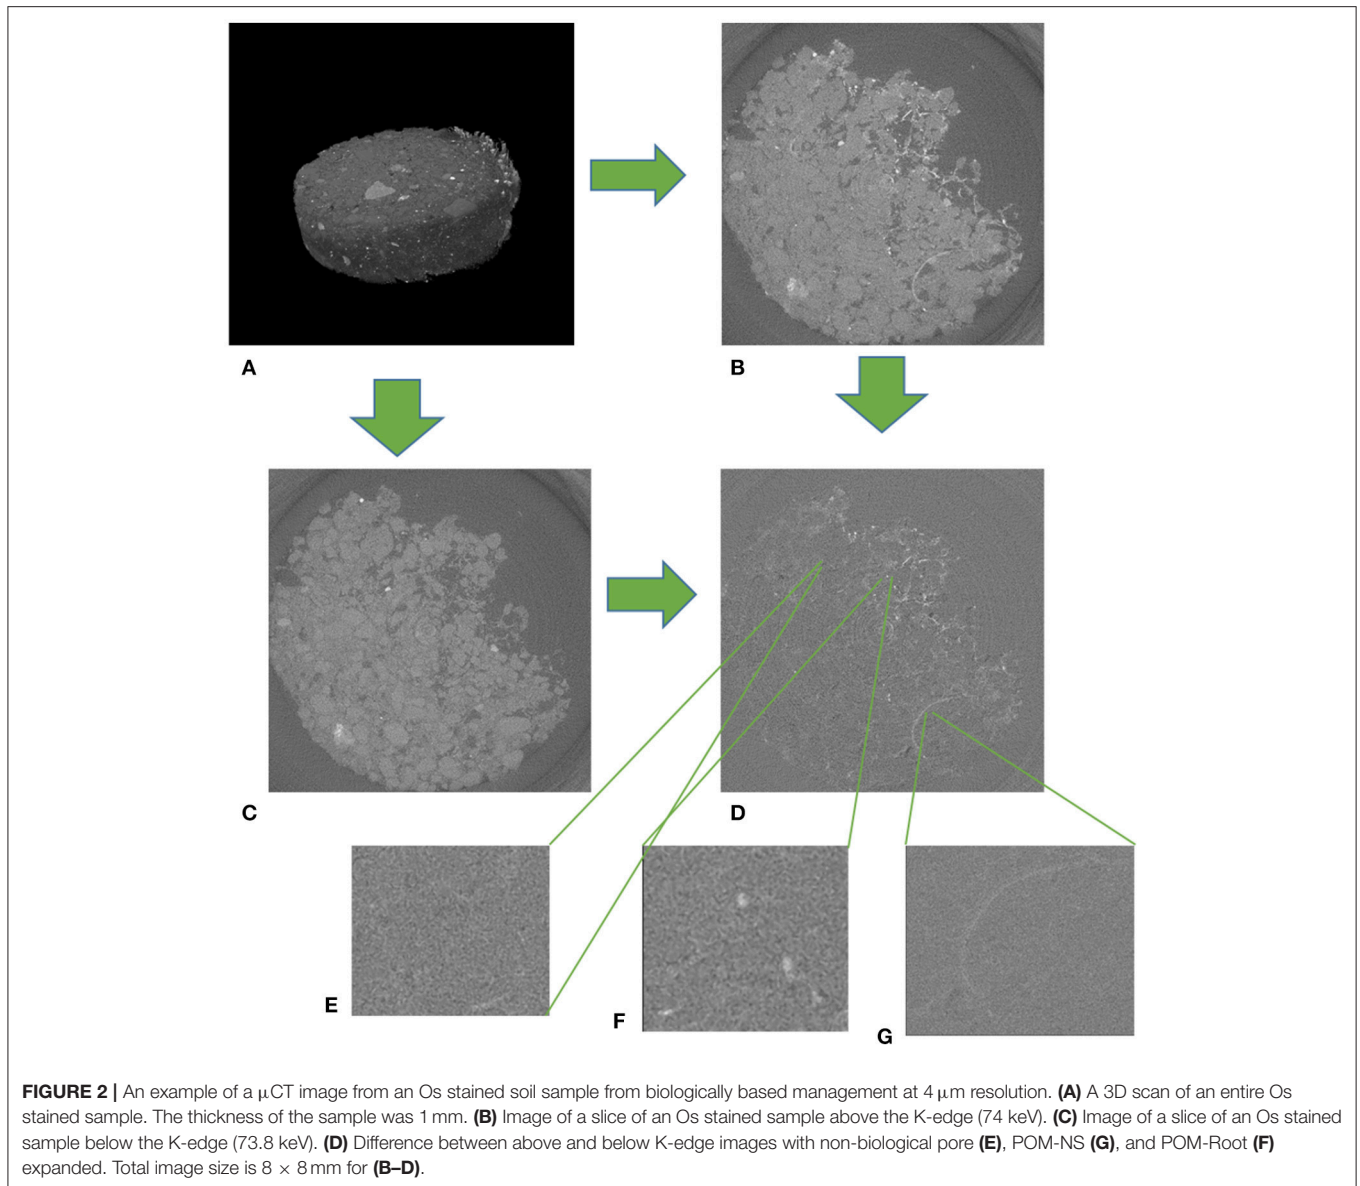 A
B
C
D
E
F
G
FIGURE 2 | An example of a μCT image from an Os stained soil sample from biologically based management at 4 μm resolution. (A) A 3D scan of an entire Os
stained sample. The thickness of the sample was 1 mm. (B) Image of a slice of an Os stained sample above the K-edge (74 keV). (C) Image of a slice of an Os stained
sample below the K-edge (73.8 keV). (D) Difference between above and below K-edge images with non-biological pore (E), POM-NS (G), and POM-Root (F)
expanded. Total image size is 8 × 8 mm for (B–D).